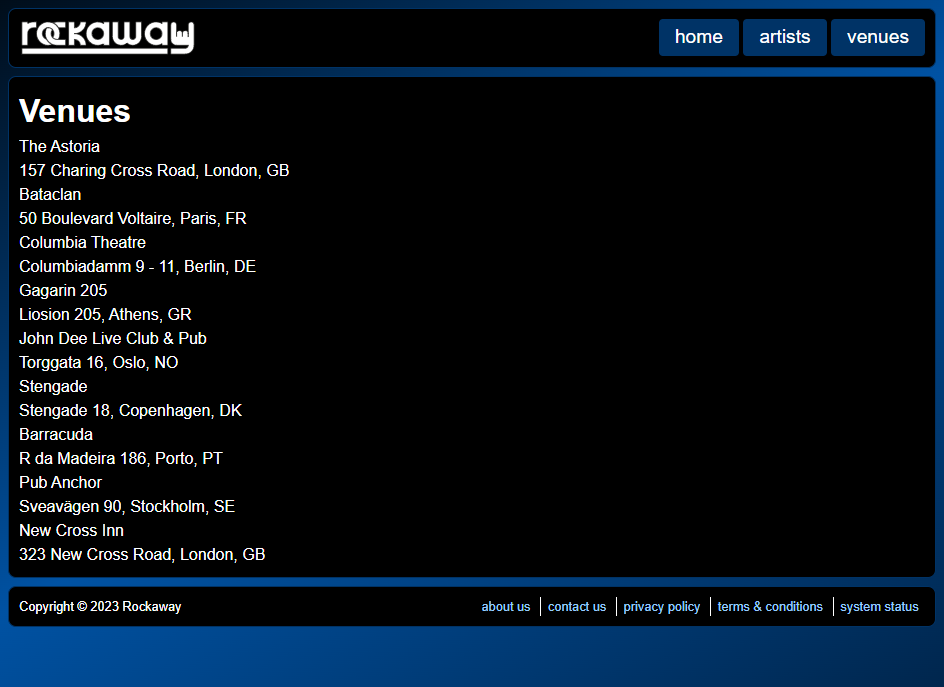 rockaway
home artists venues
Venues
The Astoria
157 Charing Cross Road, London, GB
Bataclan
50 Boulevard Voltaire, Paris, FR
Columbia Theatre
Columbiadamm 9 - 11, Berlin, DE
Gagarin 205
Liosion 205, Athens, GR
John Dee Live Club & Pub
Torggata 16, Oslo, NO
Stengade
Stengade 18, Copenhagen, DK
Barracuda
R da Madeira 186, Porto, PT
Pub Anchor
Sveavägen 90, Stockholm, SE
New Cross Inn
323 New Cross Road, London, GB
Copyright © 2023 Rockaway
about us contact us privacy policy terms & conditions system status